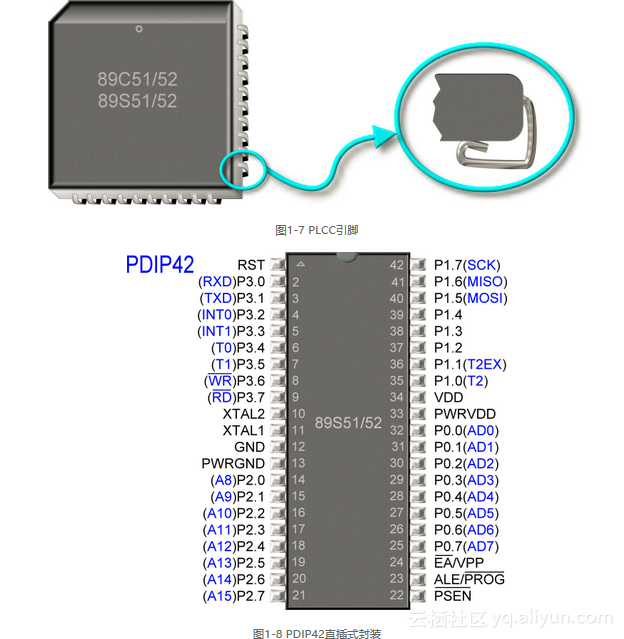 89C51/52
89S51/52
图1-7 PLCC引脚
PDIP42
RST 42 P1.7(SCK)
(RXD)P3.0 2 41 P1.6(MISO)
(TXD)P3.1 3 40 P1.5(MOSI)
(INT0)P3.2 4 39 P1.4
(INT1)P3.3 5 38 P1.3
(T0)P3.4 6 37 P1.2
(T1)P3.5 7 36 P1.1(T2EX)
(WR)P3.6 8 35 P1.0(T2)
(RD)P3.7 9 34 VDD
XTAL2 10 33 PWRVDD
89S51/52
XTAL1 11 32 P0.0(AD0)
GND 12 31 P0.1(AD1)
PWRGND 13 30 P0.2(AD2)
(A8)P2.0 14 29 P0.3(AD3)
(A9)P2.1 15 28 P0.4(AD4)
(A10)P2.2 16 27 P0.5(AD5)
(A11)P2.3 17 26 P0.6(AD6)
(A12)P2.4 18 25 P0.7(AD7)
(A13)P2.5 19 24 EA/VPP
(A14)P2.6 20 23 ALE/PROG
(A15)P2.7 21 22 PSEN
云栖社区 yq.aliyun.com
图1-8 PDIP42直插式封装